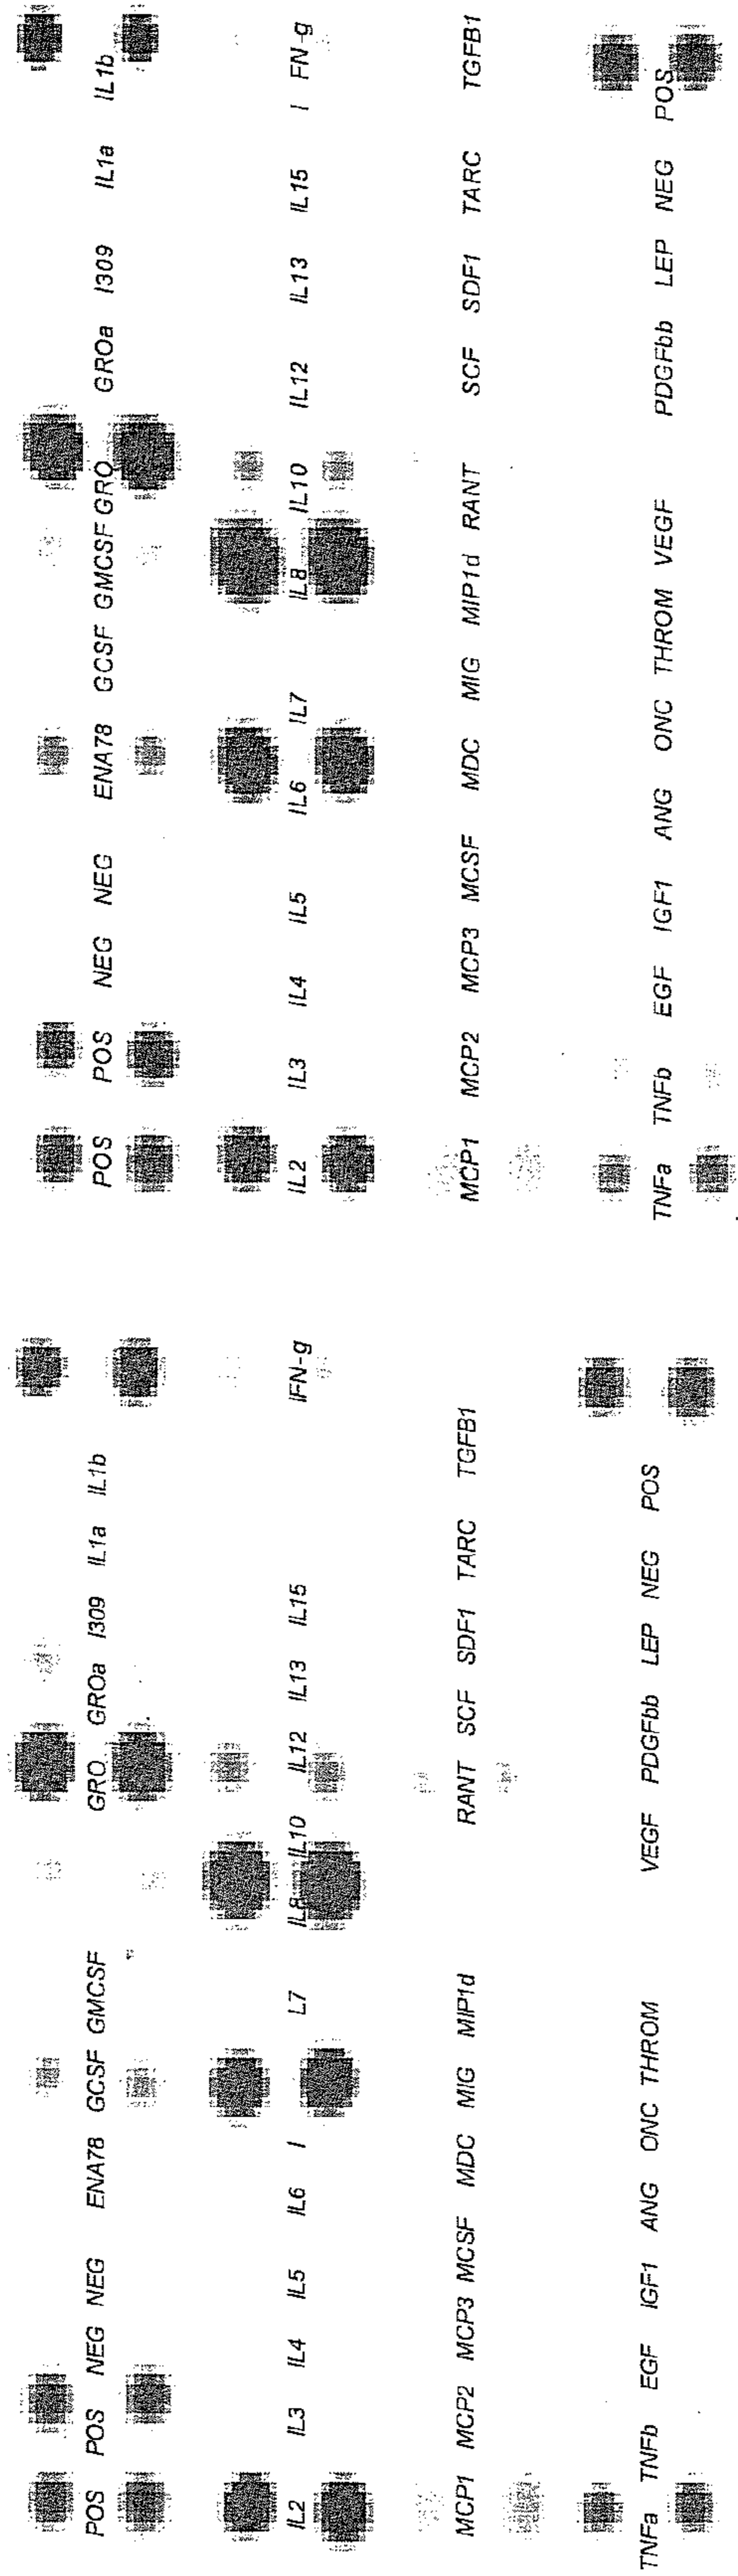 POS POS NEG NEG ENA78 GCSF GMCSF GRO GROa I309 IL1a IL1b
IL2 IL3 IL4 IL5 IL6 IL7 IL8 IL10 IL12 IL13 IL15 I FN-g
MCP1 MCP2 MCP3 MCSF MDC MIG MIP1d RANT SCF SDF1 TARC TGFB1
TNFa TNFb EGF IGF1 ANG ONC THROM VEGF PDGFbb LEP NEG POS
POS POS NEG NEG ENA78 GCSF GMCSF GRO GROa I309 IL1a IL1b
IL2 IL3 IL4 IL5 IL6 I L7 IL8 IL10 IL12 IL13 IL15 IFN-g
MCP1 MCP2 MCP3 MCSF MDC MIG MIP1d RANT SCF SDF1 TARC TGFB1
TNFa TNFb EGF IGF1 ANG ONC THROM VEGF PDGFbb LEP NEG POS